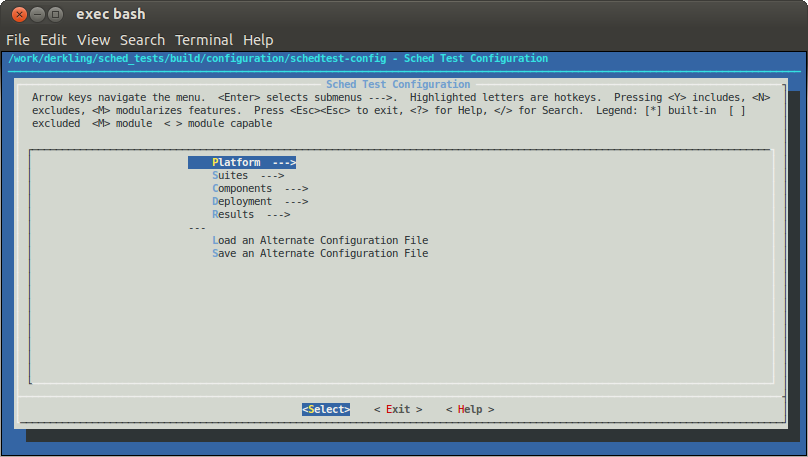 exec bash
File Edit View Search Terminal Help
/work/derkling/sched_tests/build/configuration/schedtest-config - Sched Test Configuration
Sched Test Configuration
Arrow keys navigate the menu. <Enter> selects submenus --->. Highlighted letters are hotkeys. Pressing <Y> includes, <N>
excludes, <M> modularizes features. Press <Esc><Esc> to exit, <?> for Help, </> for Search. Legend: [*] built-in [ ]
excluded <M> module < > module capable
Platform --->
Suites --->
Components --->
Deployment --->
Results --->
---
Load an Alternate Configuration File
Save an Alternate Configuration File
<Select> < Exit > < Help >